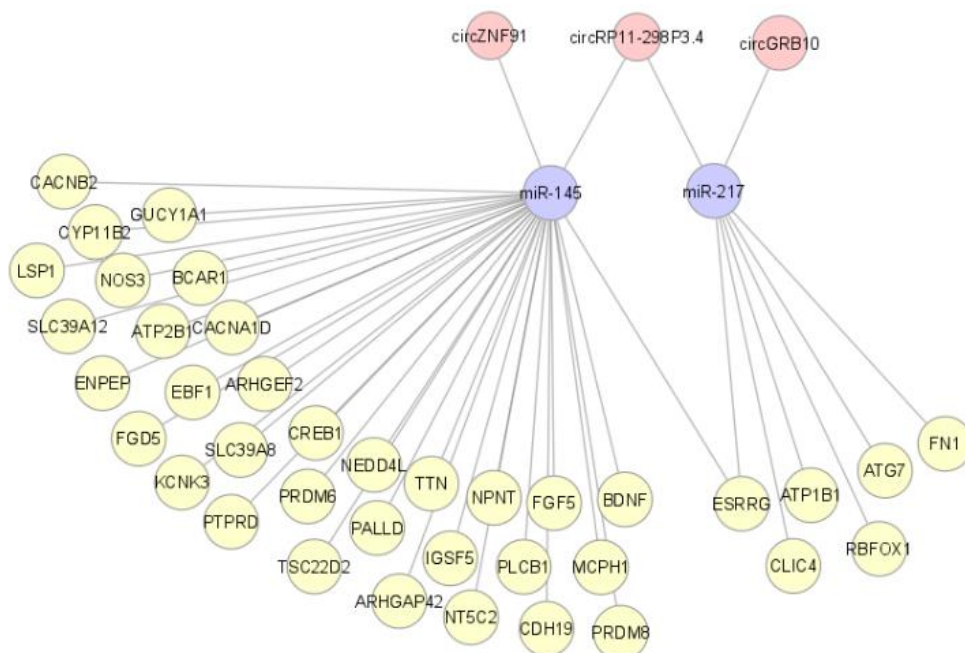 circZNF91
circRP11-298P3.4
circGRB10
miR-145
miR-217
CACNB2
GUCY1A1
CYP11B2
LSP1
NOS3
BCAR1
SLC39A12
ATP2B1
CACNA1D
ENPEP
EBF1
ARHGEF2
FGD5
SLC39A8
CREB1
KCNK3
PTPRD
PRDM6
NEDD4L
TTN
NPNT
FGF5
BDNF
ESRRG
ATP1B1
ATG7
FN1
PALLD
TSC22D2
IGSF5
PLCB1
MCPH1
CLIC4
RBFOX1
ARHGAP42
NT5C2
CDH19
PRDM8